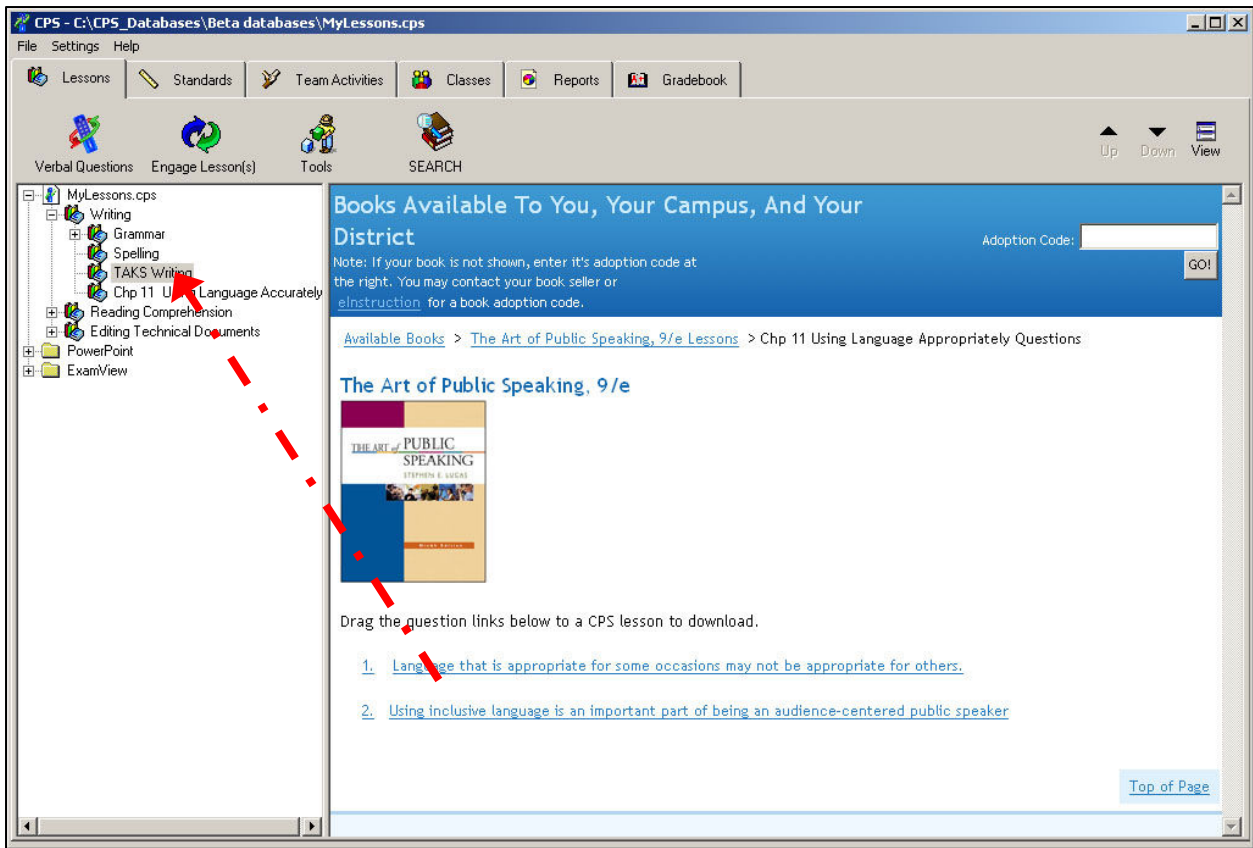 CPS - C:\CPS_Databases\Beta databases\MyLessons.cps
File Settings Help
Lessons Standards Team Activities Classes Reports Gradebook
Verbal Questions Engage Lesson(s) Tools SEARCH Up Down View
MyLessons.cps
Writing
Grammar
Spelling
TAKS Writing
Chp 11 Language Accurately
Reading Comprehension
Editing Technical Documents
PowerPoint
ExamView
Books Available To You, Your Campus, And Your
District
Adoption Code:
Note: If your book is not shown, enter it's adoption code at
GO!
the right. You may contact your book seller or
eInstruction for a book adoption code.
Available Books > The Art of Public Speaking, 9/e Lessons > Chp 11 Using Language Appropriately Questions
The Art of Public Speaking, 9/e
THE ART of PUBLIC
SPEAKING
STEPHEN E. LUCAS
Drag the question links below to a CPS lesson to download.
1. Language that is appropriate for some occasions may not be appropriate for others.
2. Using inclusive language is an important part of being an audience-centered public speaker
Top of Page